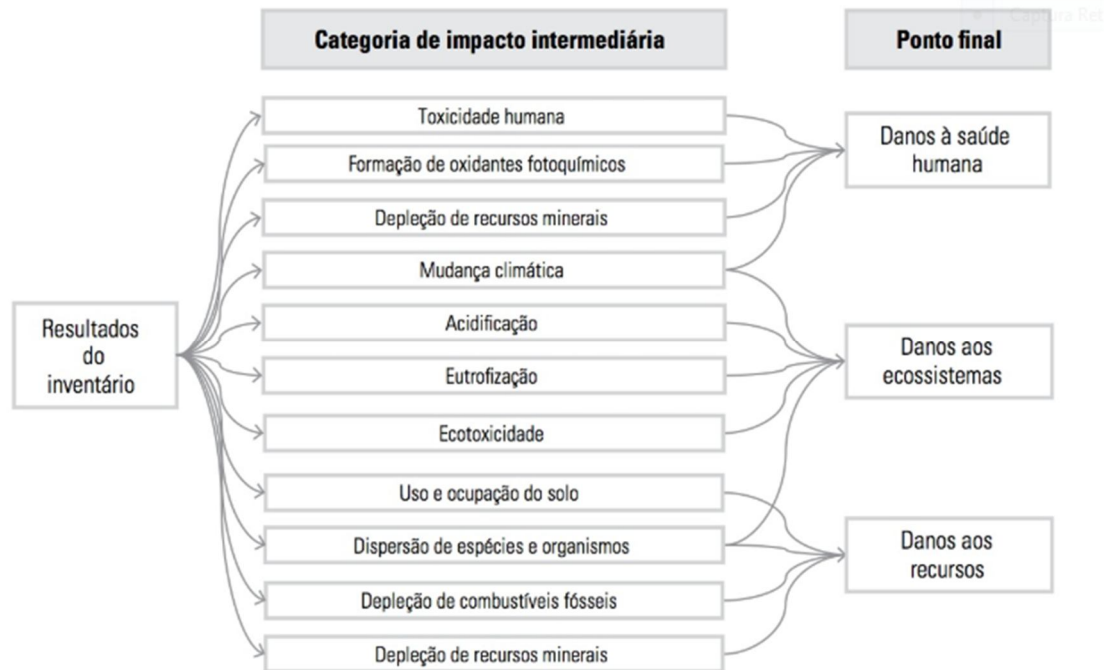 Captura Ret
Categoria de impacto intermediária
Ponto final
Toxicidade humana
Formação de oxidantes fotoquímicos
Depleção de recursos minerais
Mudança climática
Acidificação
Eutrofização
Ecotoxicidade
Uso e ocupação do solo
Dispersão de espécies e organismos
Depleção de combustíveis fósseis
Depleção de recursos minerais
Resultados
do
inventário
Danos à saúde
humana
Danos aos
ecossistemas
Danos aos
recursos